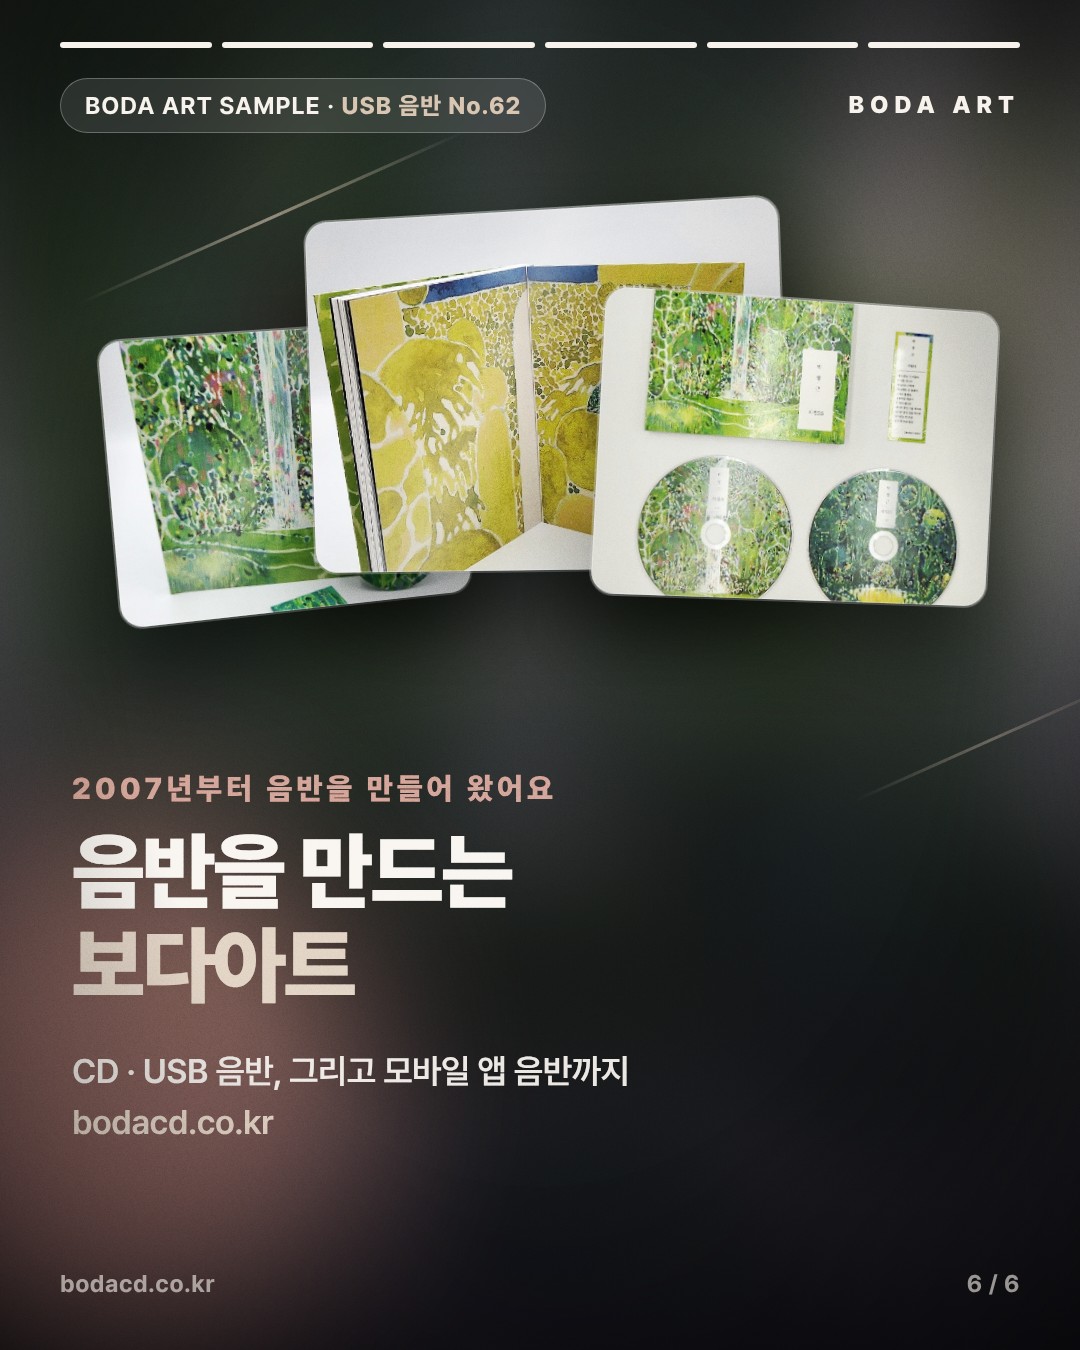 BODA ART SAMPLE · USB 음반 No.62
BODA ART
2007년부터 음반을 만들어 왔어요
음반을 만드는
보다아트
CD · USB 음반, 그리고 모바일 앱 음반까지
bodacd.co.kr
bodacd.co.kr
6 / 6